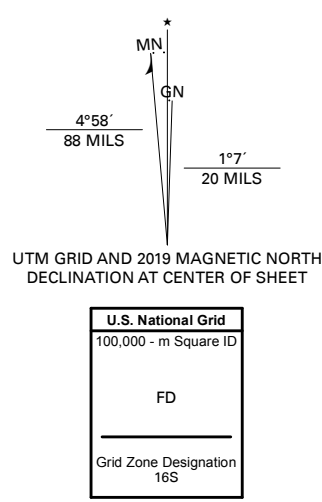 ★
MN
GN
4°58´
88 MILS
1°7´
20 MILS
UTM GRID AND 2019 MAGNETIC NORTH
DECLINATION AT CENTER OF SHEET
U.S. National Grid
100,000 - m Square ID
FD
Grid Zone Designation
16S